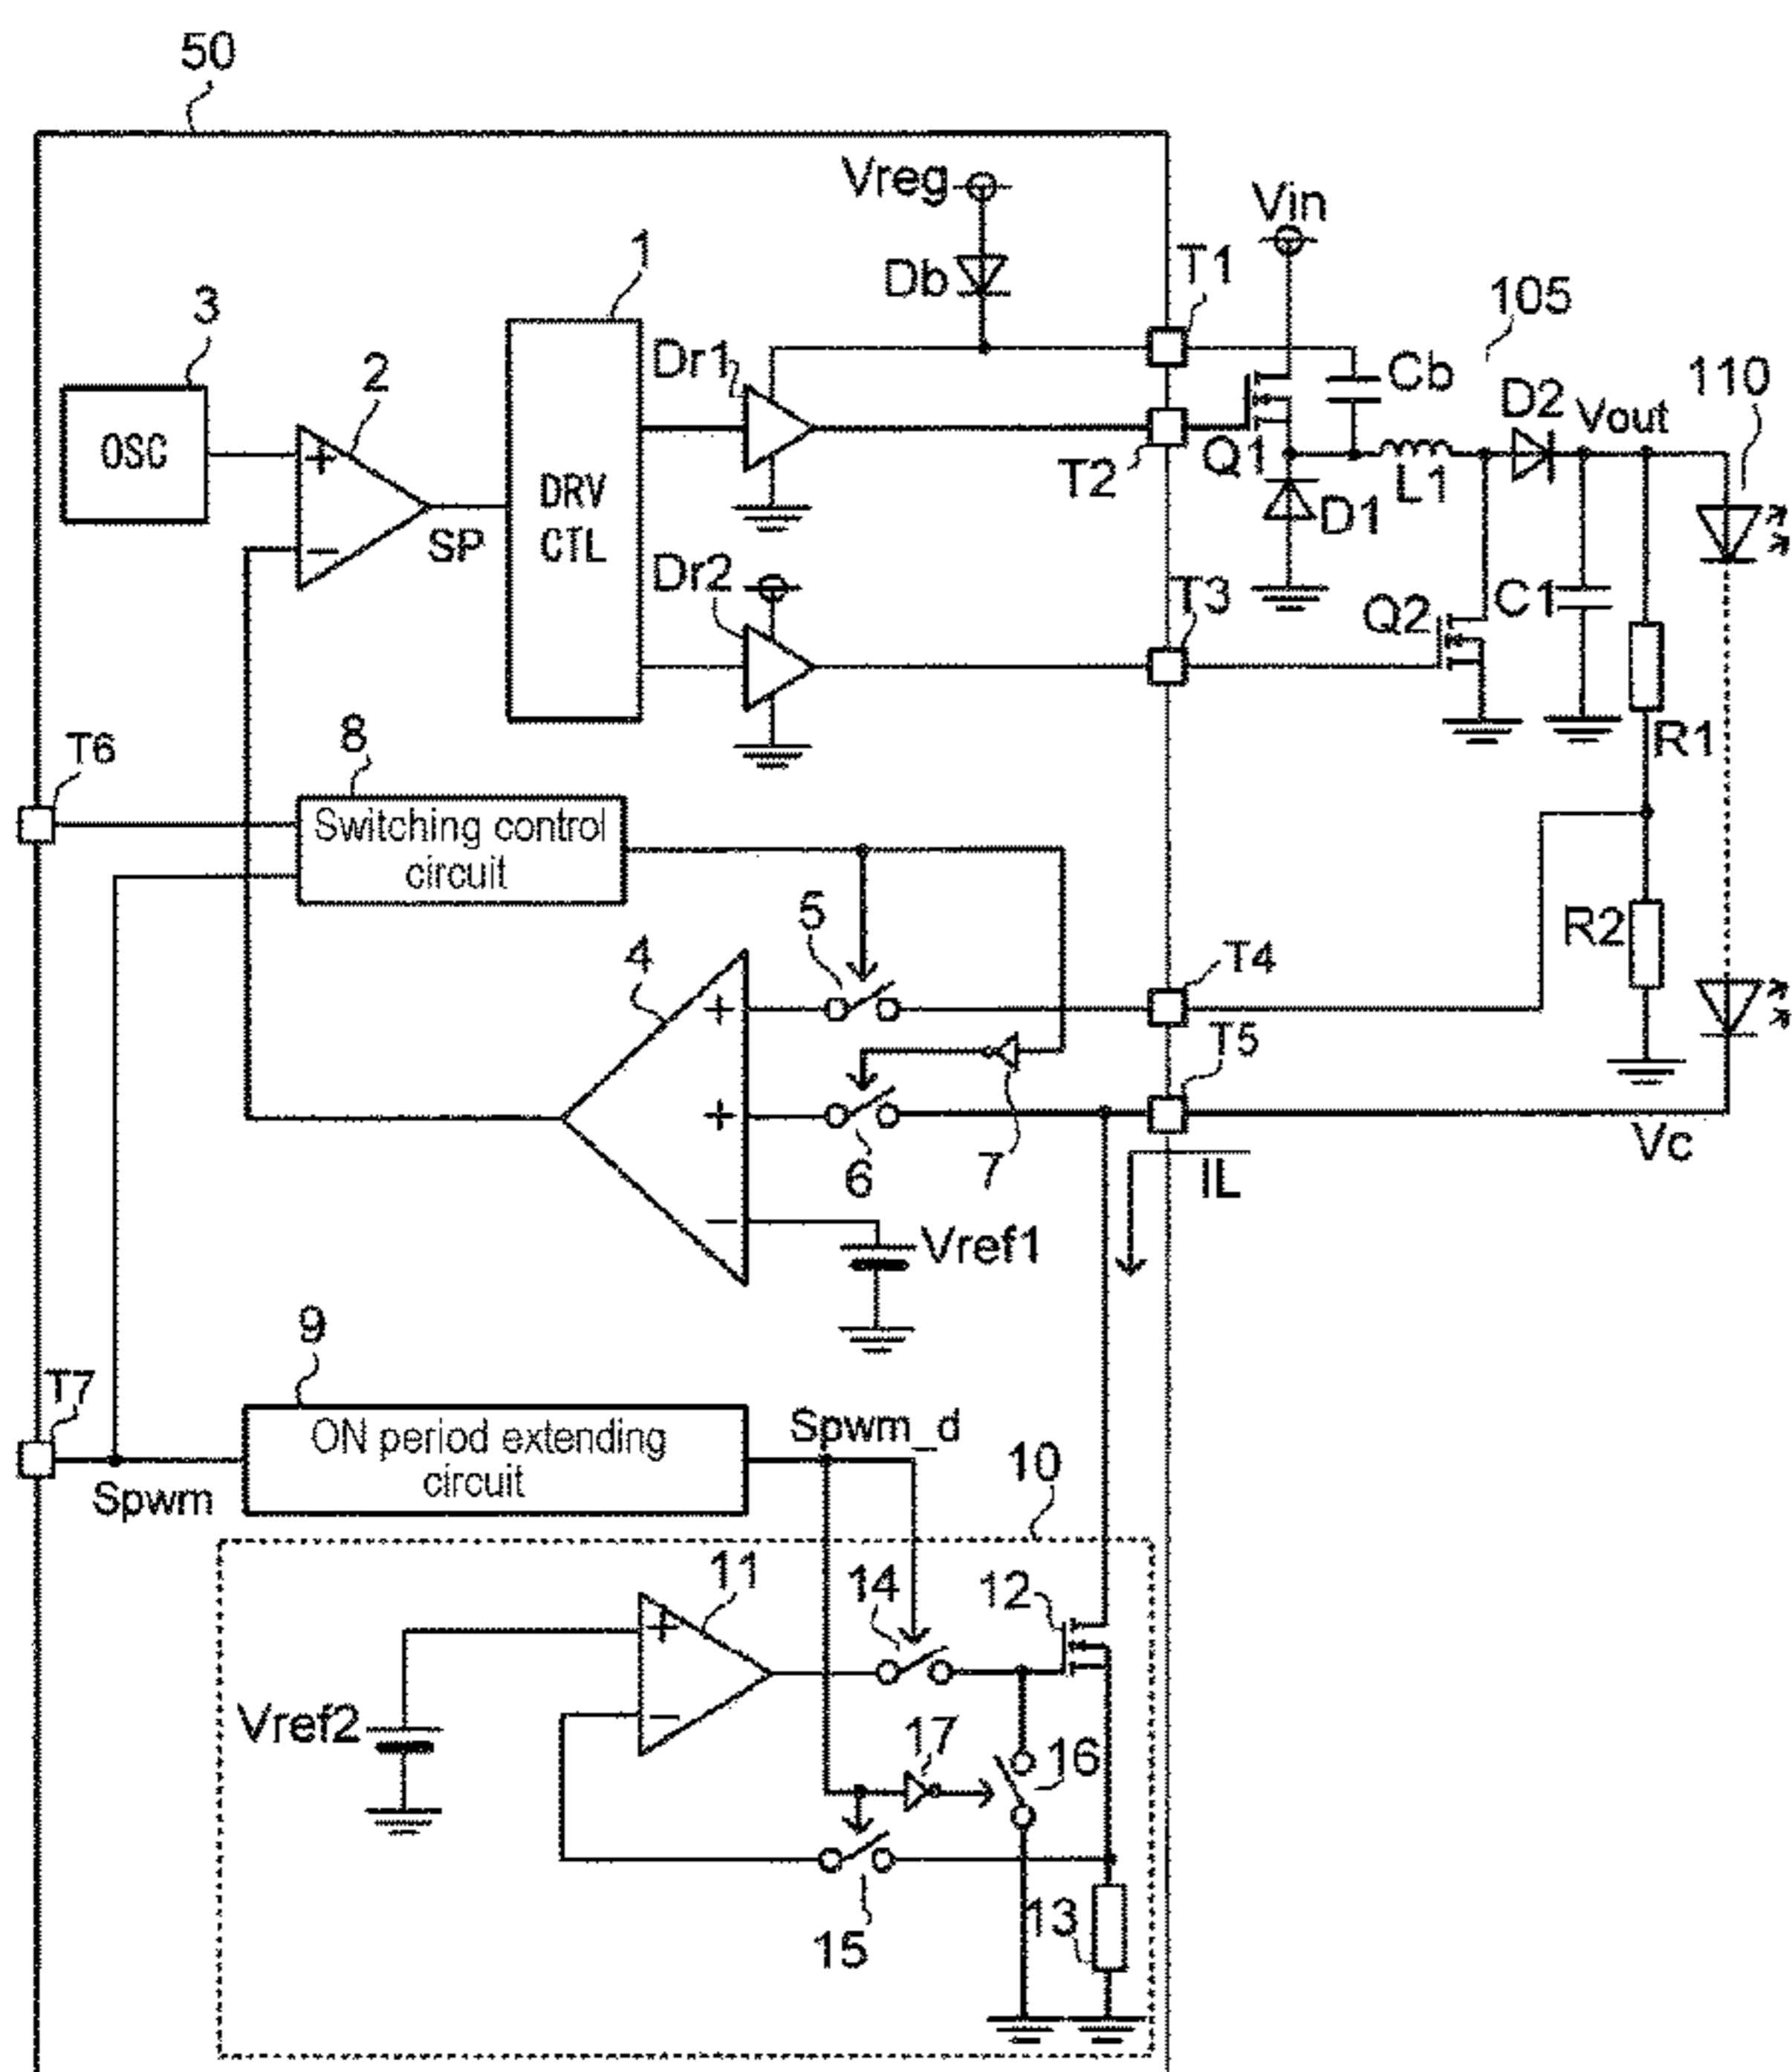 50
Vreg
Vin
Db
T1
1
3
2
Dr1
105
Cb
D2
110
Vout
OSC
+
−
SP
DRV
CTL
T2
Q1
L1
D1
Dr2
T3
Q2
C1
R1
T6
8
Switching control
circuit
5
R2
4
+
T4
T5
+
6
7
Vc
IL
−
Vref1
9
T7
ON period extending
circuit
Spwm_d
Spwm
10
11
14
12
+
−
Vref2
17
16
15
13